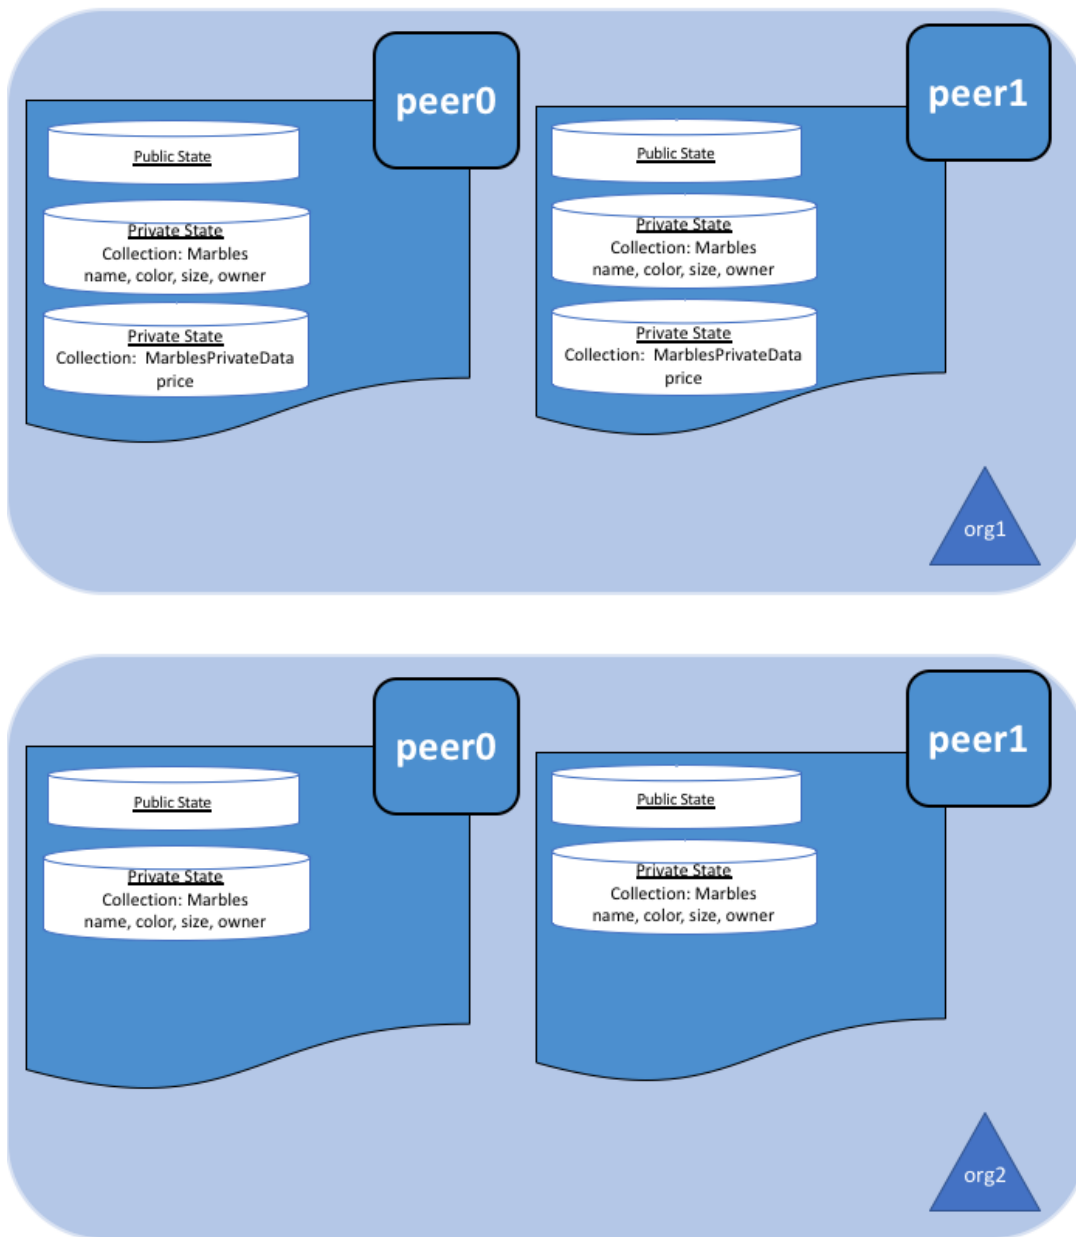 peer0
Public State
Private State
Collection: Marbles
name, color, size, owner
Private State
Collection:  MarblesPrivateData
price
peer1
Public State
Private State
Collection: Marbles
name, color, size, owner
Private State
Collection:  MarblesPrivateData
price
org1
peer0
Public State
Private State
Collection: Marbles
name, color, size, owner
peer1
Public State
Private State
Collection: Marbles
name, color, size, owner
org2